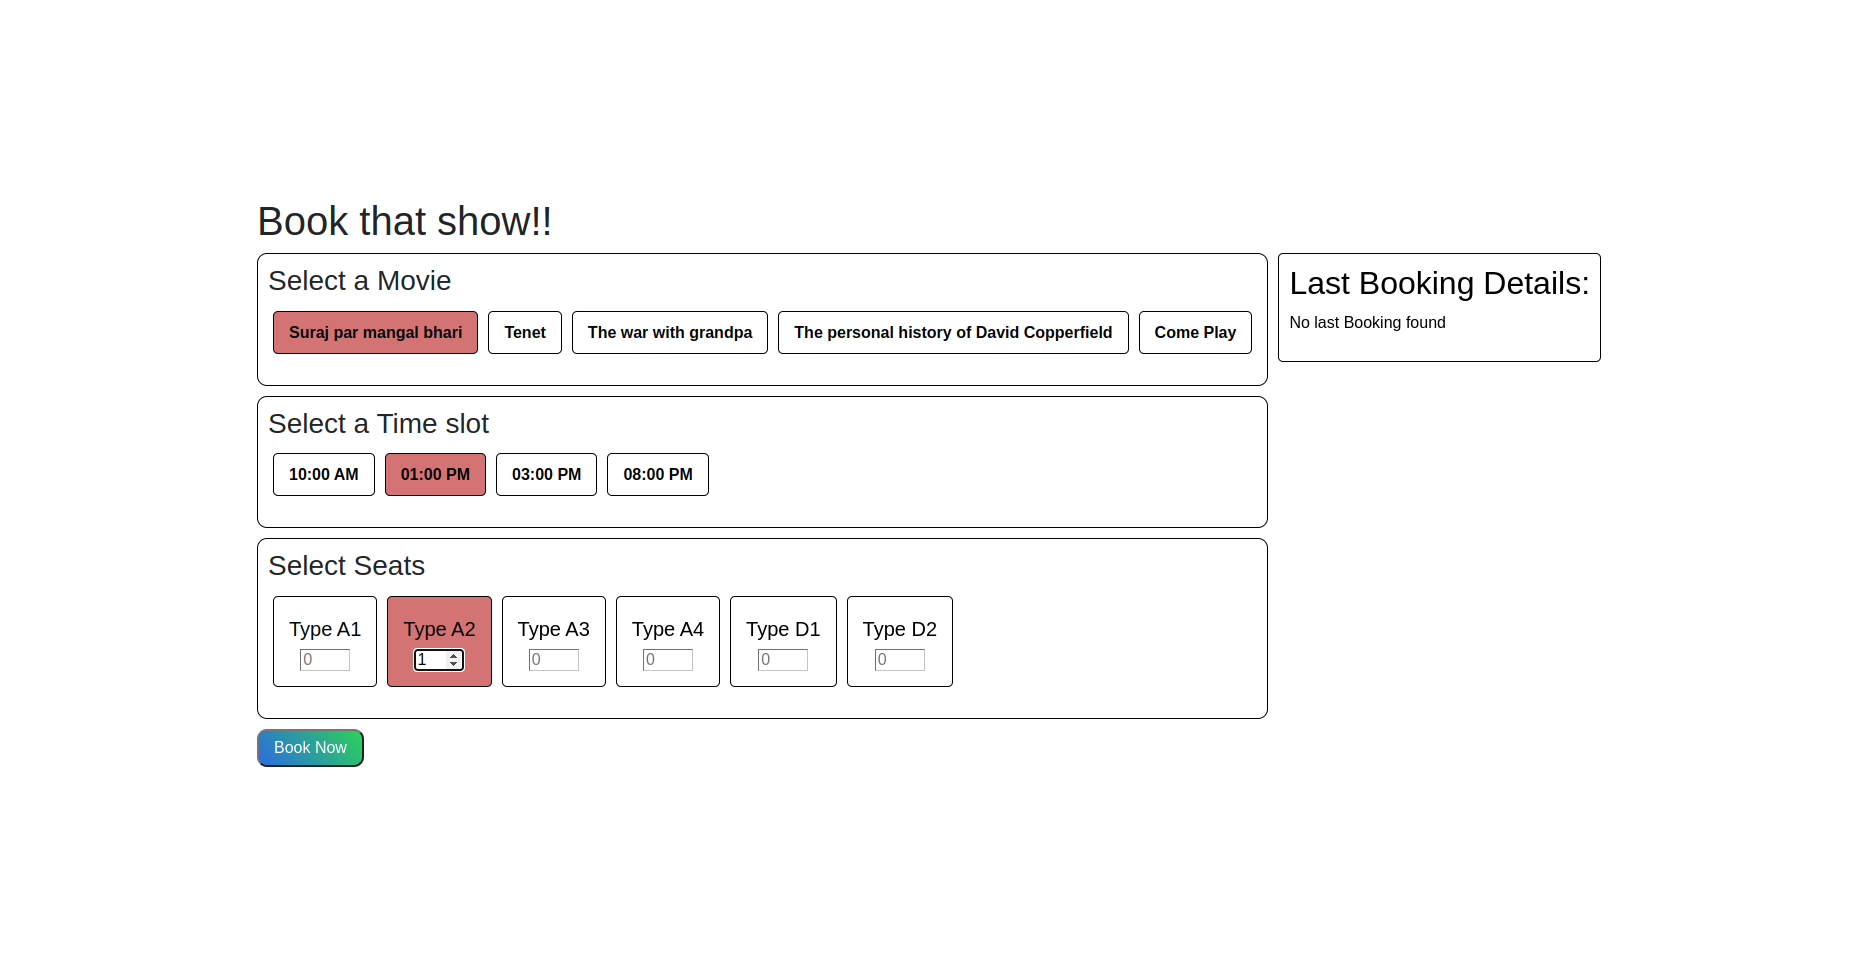 Book that show!!
Select a Movie
Suraj par mangal bhari Tenet The war with grandpa The personal history of David Copperfield Come Play
Last Booking Details:
No last Booking found
Select a Time slot
10:00 AM 01:00 PM 03:00 PM 08:00 PM
Select Seats
Type A1 Type A2 Type A3 Type A4 Type D1 Type D2
0 1 0 0 0 0
Book Now